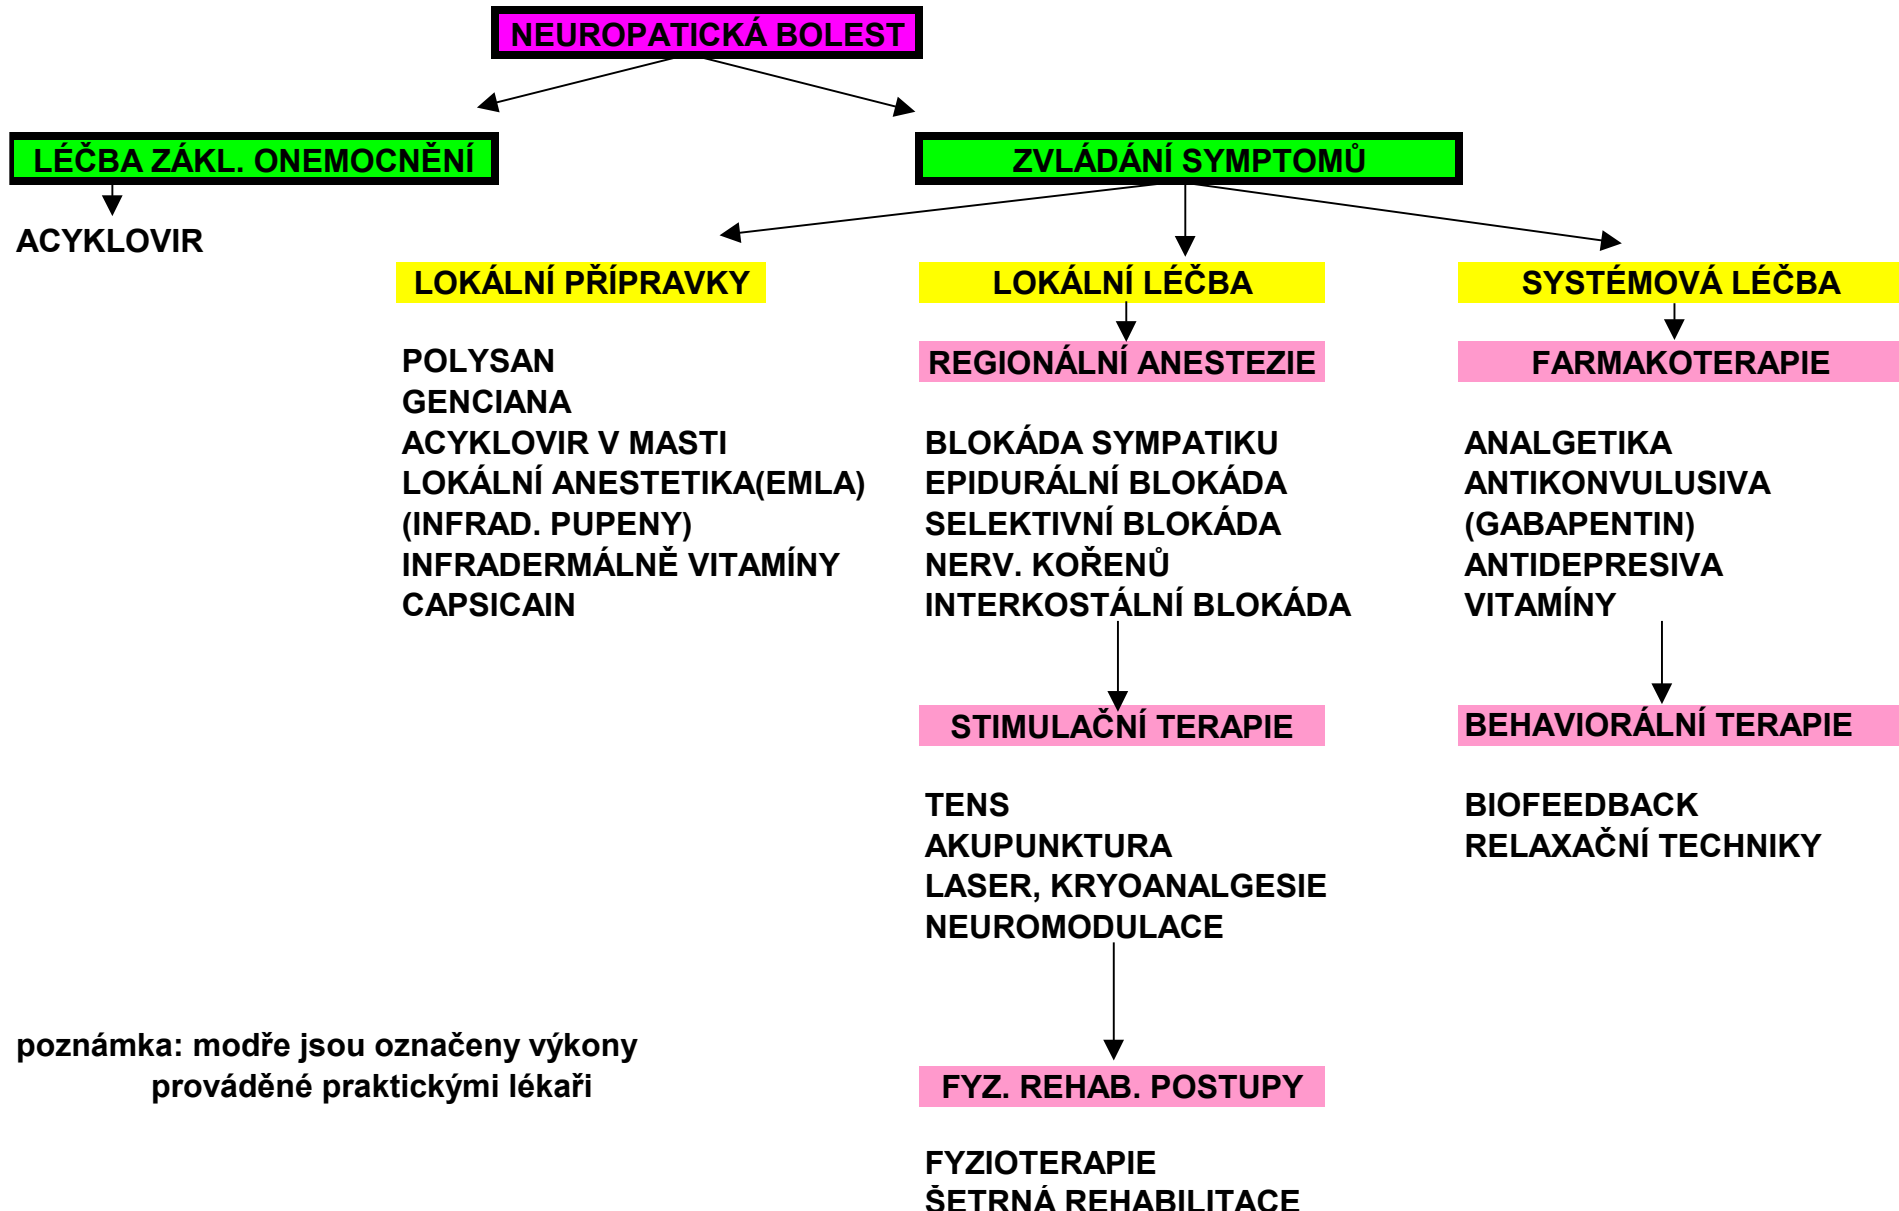 NEUROPATICKÁ BOLEST
LÉČBA ZÁKL. ONEMOCNĚNÍ
ACYKLOVIR
ZVLÁDÁNÍ SYMPTOMŮ
LOKÁLNÍ PŘÍPRAVKY
POLYSAN
GENCIANA
ACYKLOVIR V MASTI
LOKÁLNÍ ANESTETIKA(EMLA)
(INFRAD. PUPENY)
INFRADERMÁLNĚ VITAMÍNY
CAPSICAIN
LOKÁLNÍ LÉČBA
REGIONÁLNÍ ANESTEZIE
BLOKÁDA SYMPATIKU
EPIDURÁLNÍ BLOKÁDA
SELEKTIVNÍ BLOKÁDA
NERV. KOŘENŮ
INTERKOSTÁLNÍ BLOKÁDA
STIMULAČNÍ TERAPIE
TENS
AKUPUNKTURA
LASER, KRYOANALGESIE
NEUROMODULACE
FYZ. REHAB. POSTUPY
FYZIOTERAPIE
ŠETRNÁ REHABILITACE
SYSTÉMOVÁ LÉČBA
FARMAKOTERAPIE
ANALGETIKA
ANTIKONVULUSIVA
(GABAPENTIN)
ANTIDEPRESIVA
VITAMÍNY
BEHAVIORÁLNÍ TERAPIE
BIOFEEDBACK
RELAXAČNÍ TECHNIKY
poznámka: modře jsou označeny výkony
prováděné praktickými lékaři